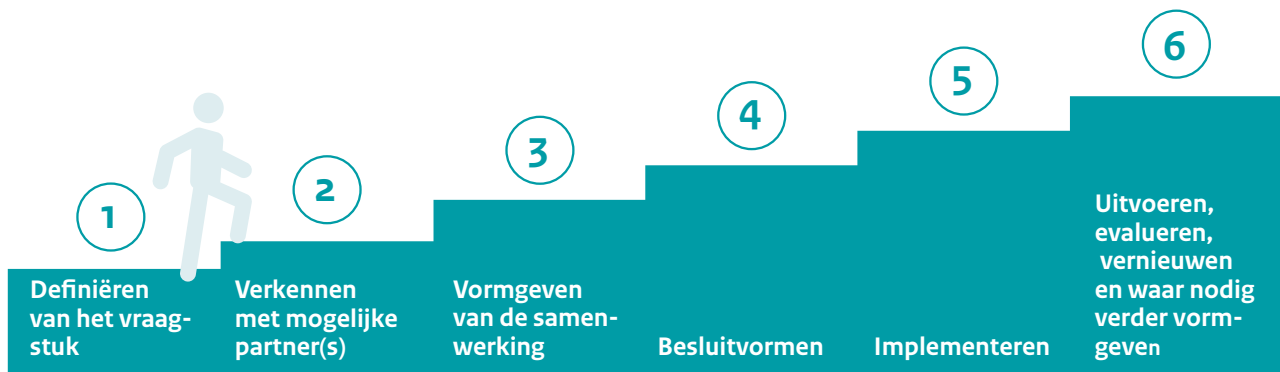 1
Definiëren
van het vraag-
stuk
2
Verkennen
met mogelijke
partner(s)
3
Vormgeven
van de samen-
werking
4
Besluitvormen
5
Implementeren
6
Uitvoeren,
evalueren,
vernieuwen
en waar nodig
verder vorm-
geven